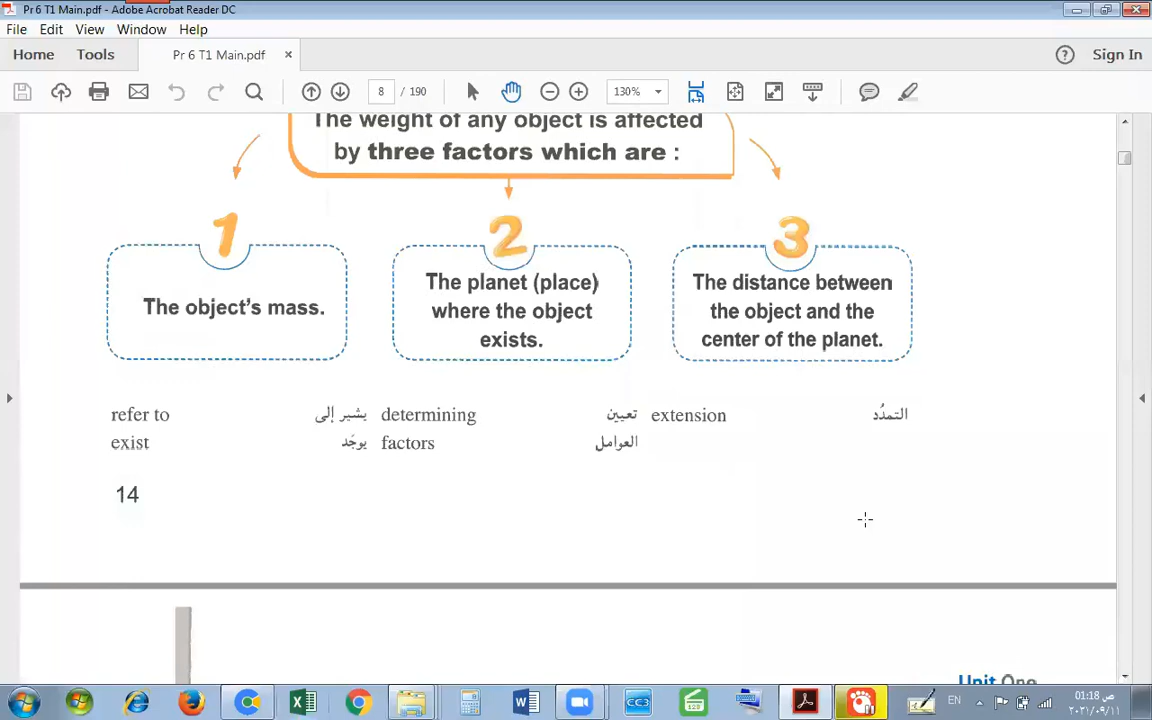 Pr 6 T1 Main.pdf - Adobe Acrobat Reader DC
File Edit View Window Help
Home Tools Pr 6 T1 Main.pdf × ? Sign In
8 / 190 130%
The weight of any object is affected
by three factors which are :
1
The object's mass.
2
The planet (place)
where the object
exists.
3
The distance between
the object and the
center of the planet.
refer to يشير إلى determining تعيين extension التمدُد
exist يوجَد factors العوامل
14
Unit One
CC3 123 EN ص 01:18
٢٠٢١/٠٩/١١